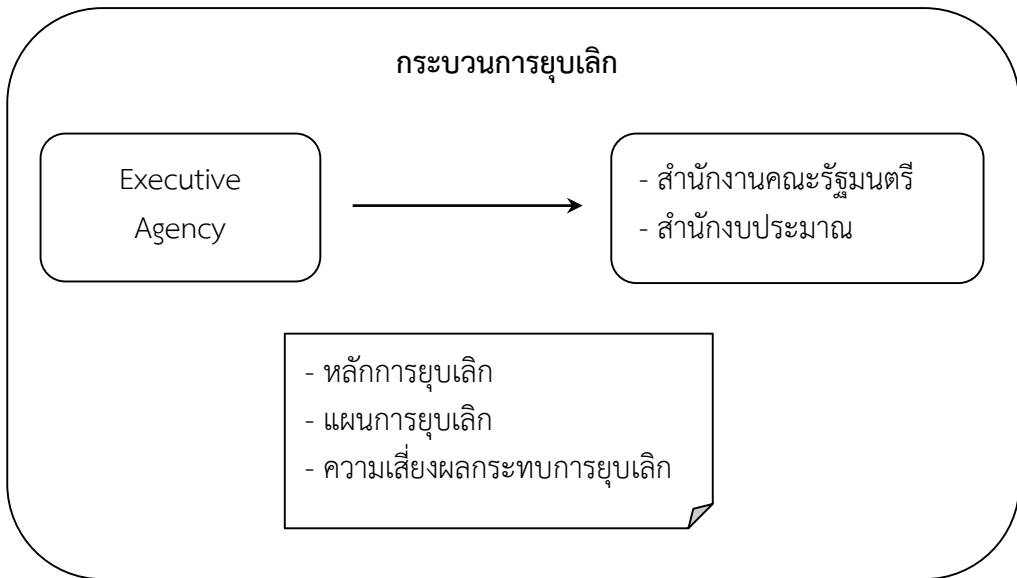 กระบวนการยุบเลิก
Executive
Agency
- สำนักงานคณะรัฐมนตรี
- สำนักงบประมาณ
- หลักการยุบเลิก
- แผนการยุบเลิก
- ความเสี่ยงผลกระทบการยุบเลิก